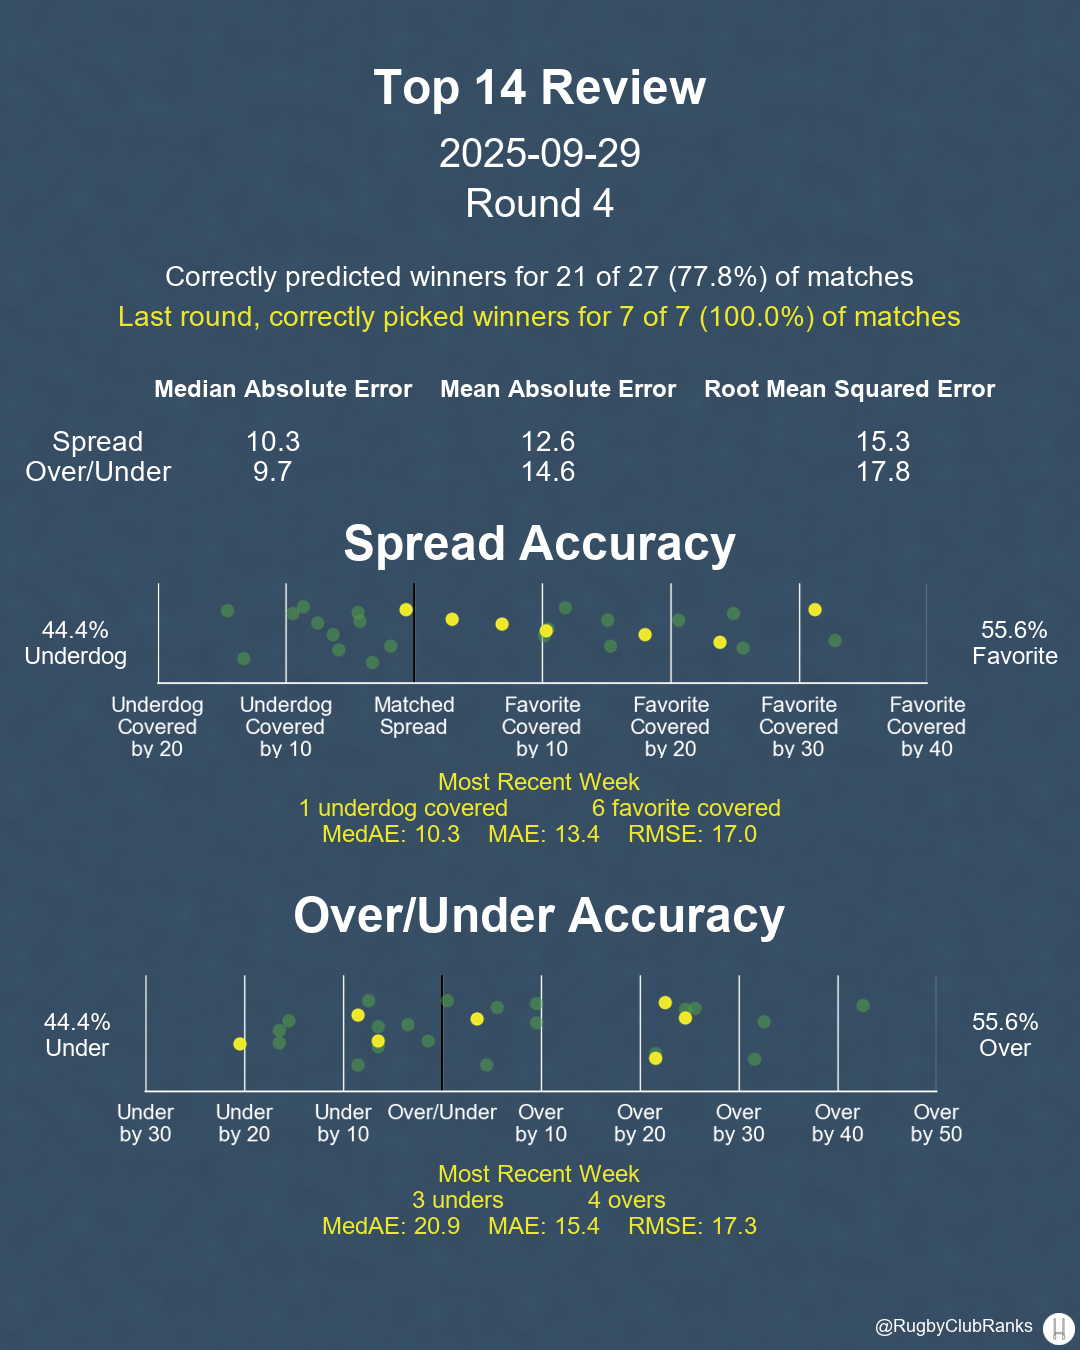 Top 14 Review
2025-09-29
Round 4
Correctly predicted winners for 21 of 27 (77.8%) of matches
Last round, correctly picked winners for 7 of 7 (100.0%) of matches
Median Absolute Error Mean Absolute Error Root Mean Squared Error
Spread 10.3 12.6 15.3
Over/Under 9.7 14.6 17.8
Spread Accuracy
44.4%
Underdog
55.6%
Favorite
Underdog Covered by 20
Underdog Covered by 10
Matched Spread
Favorite Covered by 10
Favorite Covered by 20
Favorite Covered by 30
Favorite Covered by 40
Most Recent Week
1 underdog covered 6 favorite covered
MedAE: 10.3 MAE: 13.4 RMSE: 17.0
Over/Under Accuracy
44.4%
Under
55.6%
Over
Under by 30
Under by 20
Under by 10
Over/Under
Over by 10
Over by 20
Over by 30
Over by 40
Over by 50
Most Recent Week
3 unders 4 overs
MedAE: 20.9 MAE: 15.4 RMSE: 17.3
@RugbyClubRanks